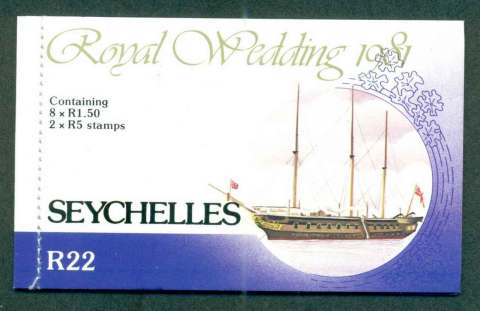 Royal Wedding 1981
Containing
8 × R1.50
2 × R5 stamps
SEYCHELLES
R22